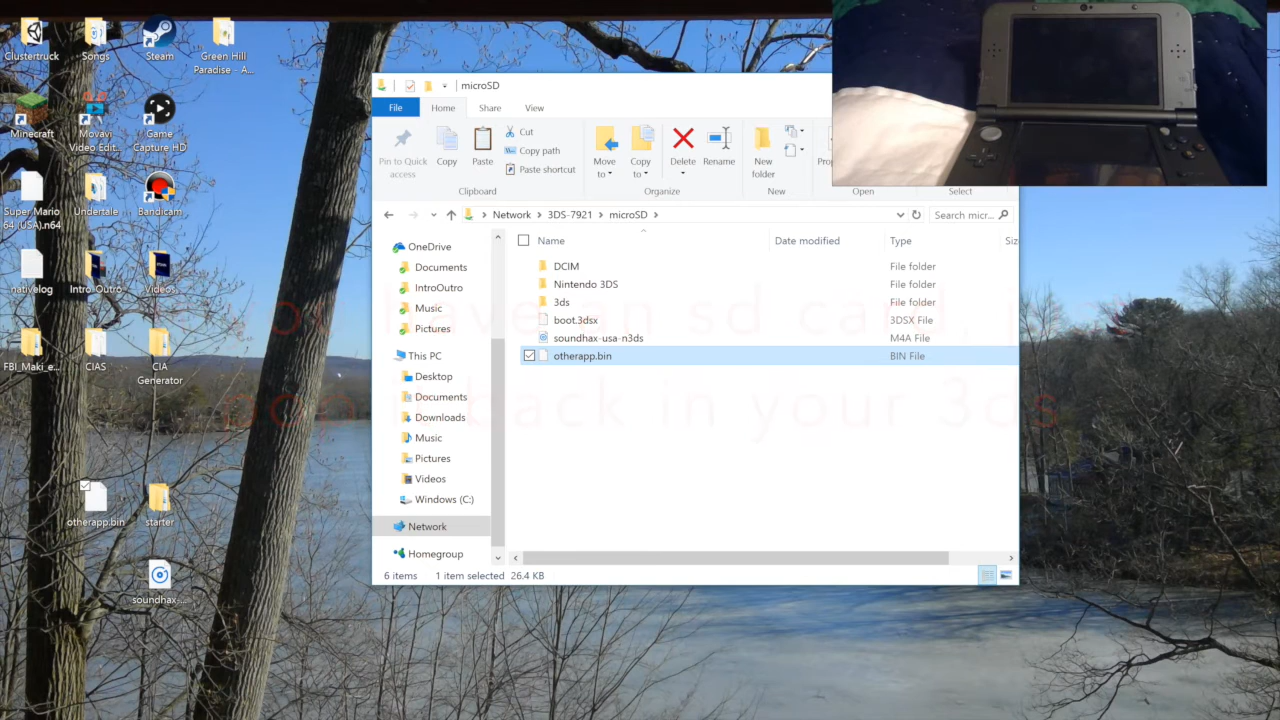 Clustertruck
Songs
Steam
Green Hill
Paradise - A...
Minecraft
Movavi
Video Edit...
Game
Capture HD
Super Mario
64 (USA).n64
Undertale
Bandicam
nativelog
Intro Outro
Videos
FBI_Maki_e...
CIAS
CIA
Generator
otherapp.bin
starter
soundhax-...
microSD
File
Home
Share
View
Pin to Quick
access
Copy
Paste
Cut
Copy path
Paste shortcut
Clipboard
Move
to
Copy
to
Delete
Rename
Organize
New
folder
New
Open
Select
Network
3DS-7921
microSD
Search micr...
OneDrive
Documents
IntroOutro
Music
Pictures
This PC
Desktop
Documents
Downloads
Music
Pictures
Videos
Windows (C:)
Network
Homegroup
Name
Date modified
Type
DCIM
File folder
Nintendo 3DS
File folder
3ds
File folder
boot.3dsx
3DSX File
soundhax-usa-n3ds
M4A File
otherapp.bin
BIN File
have an sd card,
back in your 3ds
6 items
1 item selected 26.4 KB